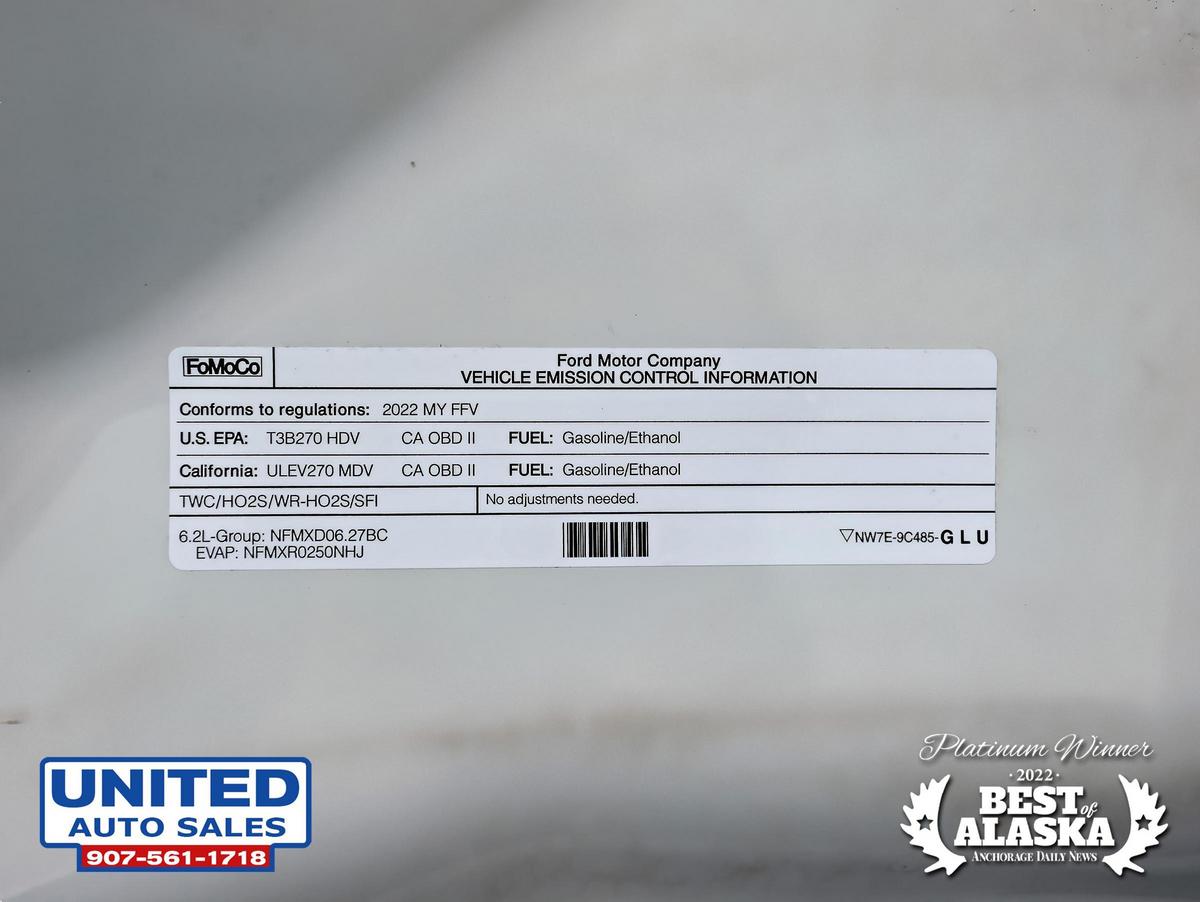 FoMoCo
Ford Motor Company
VEHICLE EMISSION CONTROL INFORMATION
Conforms to regulations: 2022 MY FFV
U.S. EPA: T3B270 HDV CA OBD II FUEL: Gasoline/Ethanol
California: ULEV270 MDV CA OBD II FUEL: Gasoline/Ethanol
TWC/HO2S/WR-HO2S/SFI
No adjustments needed.
6.2L-Group: NFMXD06.27BC
EVAP: NFMXR0250NHJ
▽NW7E-9C485-GLU
UNITED
AUTO SALES
907-561-1718
Platinum Winner
·2022·
BEST of
ALASKA
ANCHORAGE DAILY NEWS